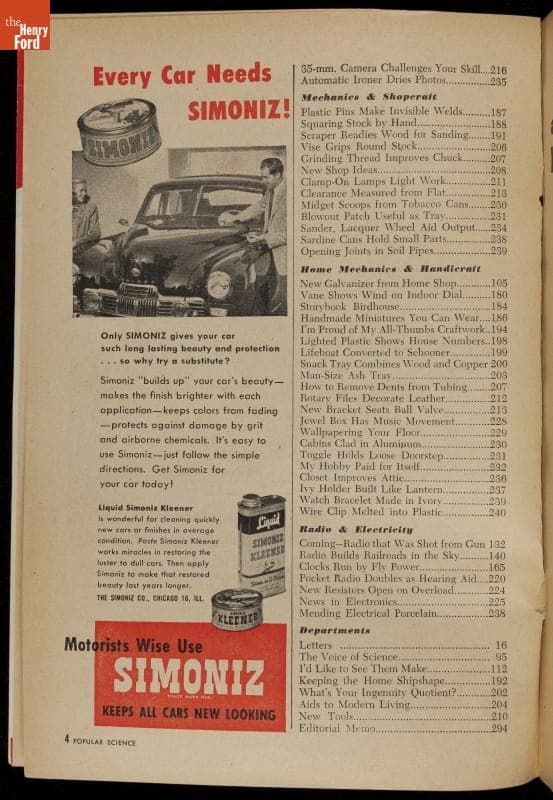 the
Henry
Ford
Every Car Needs
SIMONIZ!
SIMONIZ
Only SIMONIZ gives your car
such long lasting beauty and protection
. . . so why try a substitute?
Simoniz "builds up" your car's beauty—
makes the finish brighter with each
application—keeps colors from fading
—protects against damage by grit
and airborne chemicals. It's easy to
use Simoniz—just follow the simple
directions. Get Simoniz for
your car today!
Liquid Simoniz Kleener
is wonderful for cleaning quickly
new cars or finishes in average
condition. Paste Simoniz Kleener
works miracles in restoring the
luster to dull cars. Then apply
Simoniz to make that restored
beauty last years longer.
THE SIMONIZ CO., CHICAGO 16, ILL.
Liquid
SIMONIZ
KLEENER
KLEENER
Motorists Wise Use
SIMONIZ
TRADE MARK REG.
KEEPS ALL CARS NEW LOOKING
4 POPULAR SCIENCE
35-mm. Camera Challenges Your Skill....216
Automatic Ironer Dries Photos...............235
Mechanics & Shopcraft
Plastic Pins Make Invisible Welds.........187
Squaring Stock by Hand......................188
Scraper Readies Wood for Sanding......191
Vise Grips Round Stock......................206
Grinding Thread Improves Chuck.........207
New Shop Ideas................................208
Clamp-On Lamps Light Work...............211
Clearance Measured from Flat............213
Midget Scoops from Tobacco Cans.......230
Blowout Patch Useful as Tray.............231
Sander, Lacquer Wheel Aid Output.....234
Sardine Cans Hold Small Parts............238
Opening Joints in Soil Pipes................239
Home Mechanics & Handicraft
New Galvanizer from Home Shop.........105
Vane Shows Wind on Indoor Dial.........180
Storybook Birdhouse..........................184
Handmade Miniatures You Can Wear....186
I'm Proud of My All-Thumbs Craftwork..194
Lighted Plastic Shows House Numbers..198
Lifeboat Converted to Schooner..........199
Snack Tray Combines Wood and Copper 200
Man-Size Ash Tray............................203
How to Remove Dents from Tubing......207
Rotary Files Decorate Leather............212
New Bracket Seats Ball Valve..............213
Jewel Box Has Music Movement..........228
Wallpapering Your Floor.....................229
Cabins Clad in Aluminum....................230
Toggle Holds Loose Doorstep..............231
My Hobby Paid for Itself....................232
Closet Improves Attic........................236
Ivy Holder Built Like Lantern..............237
Watch Bracelet Made in Ivory.............239
Wire Clip Melted into Plastic..............240
Radio & Electricity
Coming—Radio that Was Shot from Gun 132
Radio Builds Railroads in the Sky.........140
Clocks Run by Fly Power....................165
Pocket Radio Doubles as Hearing Aid....220
New Resistors Open on Overload.........224
News in Electronics...........................225
Mending Electrical Porcelain...............238
Departments
Letters ............................................ 16
The Voice of Science......................... 95
I'd Like to See Them Make................112
Keeping the Home Shipshape.............192
What's Your Ingenuity Quotient?........202
Aids to Modern Living.......................204
New Tools.......................................210
Editorial Memo.................................294